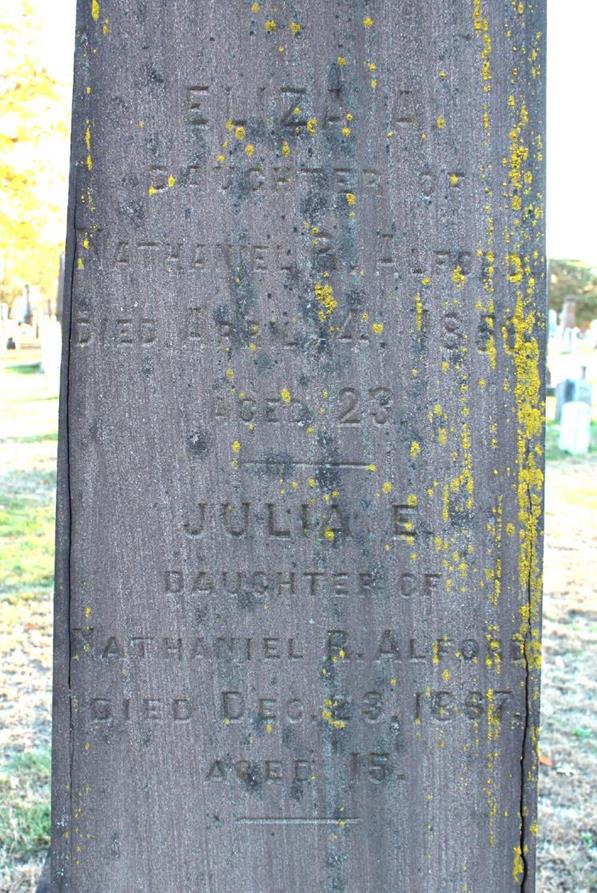 ELIZA A
DAUGHTER OF
NATHANIEL R. ALFORD
DIED APRIL 4.
AGED 23
JULIA E.
DAUGHTER OF
NATHANIEL R. ALFORD
DIED DEC. 23. 1867.
AGED 15.